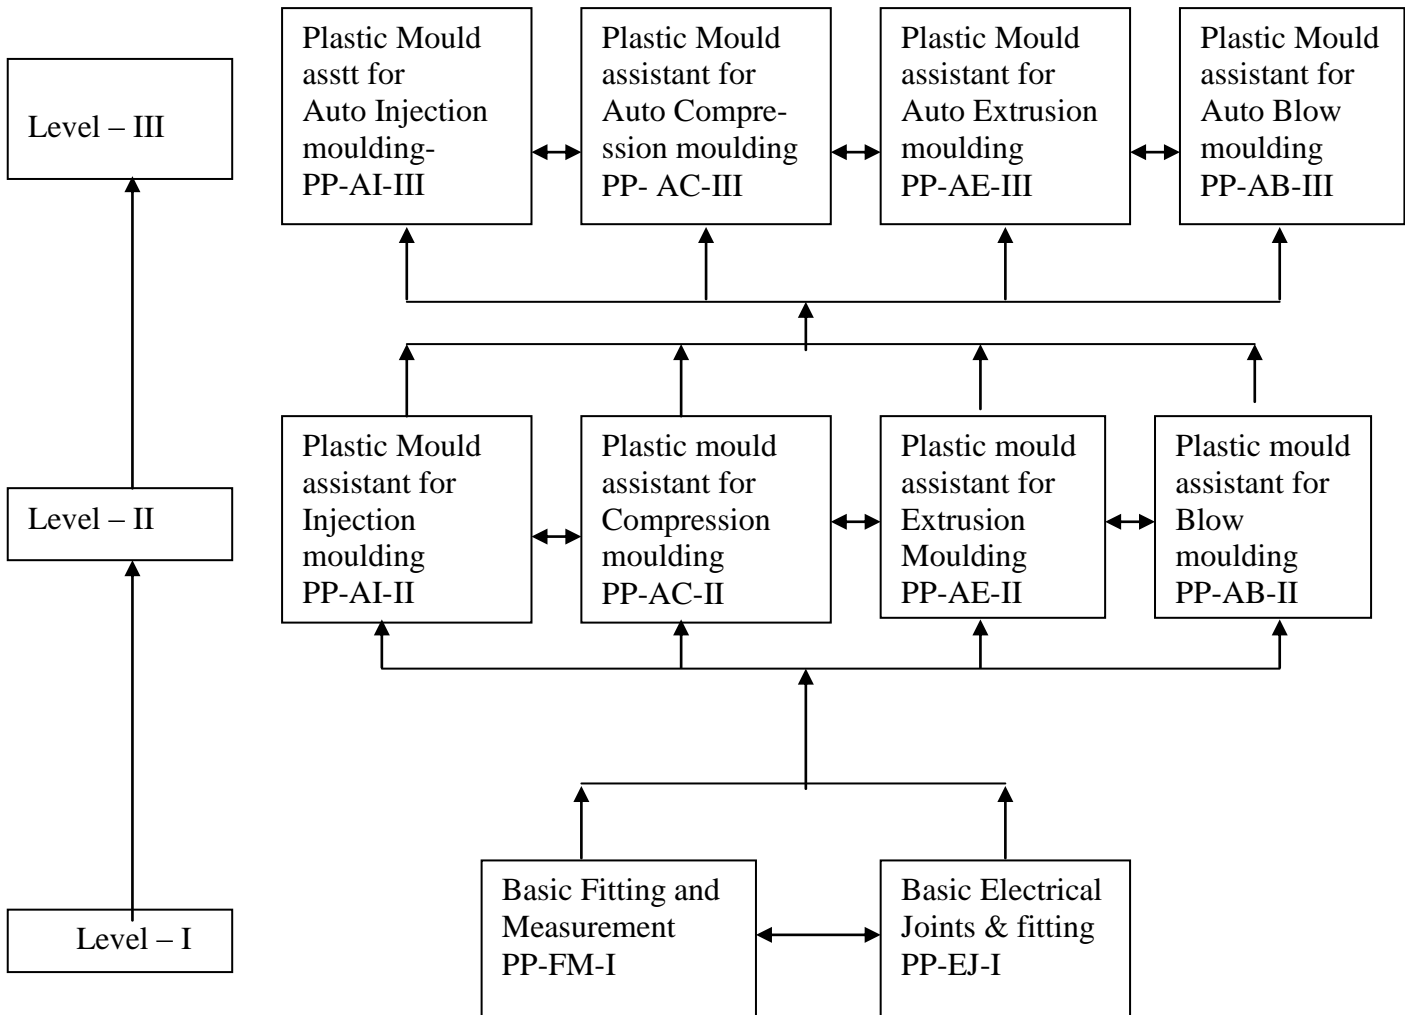 Level – III
Plastic Mould
asstt for
Auto Injection
moulding-
PP-AI-III
Plastic Mould
assistant for
Auto Compre-
ssion moulding
PP- AC-III
Plastic Mould
assistant for
Auto Extrusion
moulding
PP-AE-III
Plastic Mould
assistant for
Auto Blow
moulding
PP-AB-III
Level – II
Plastic Mould
assistant for
Injection
moulding
PP-AI-II
Plastic mould
assistant for
Compression
moulding
PP-AC-II
Plastic mould
assistant for
Extrusion
Moulding
PP-AE-II
Plastic mould
assistant for
Blow
moulding
PP-AB-II
Level – I
Basic Fitting and
Measurement
PP-FM-I
Basic Electrical
Joints & fitting
PP-EJ-I